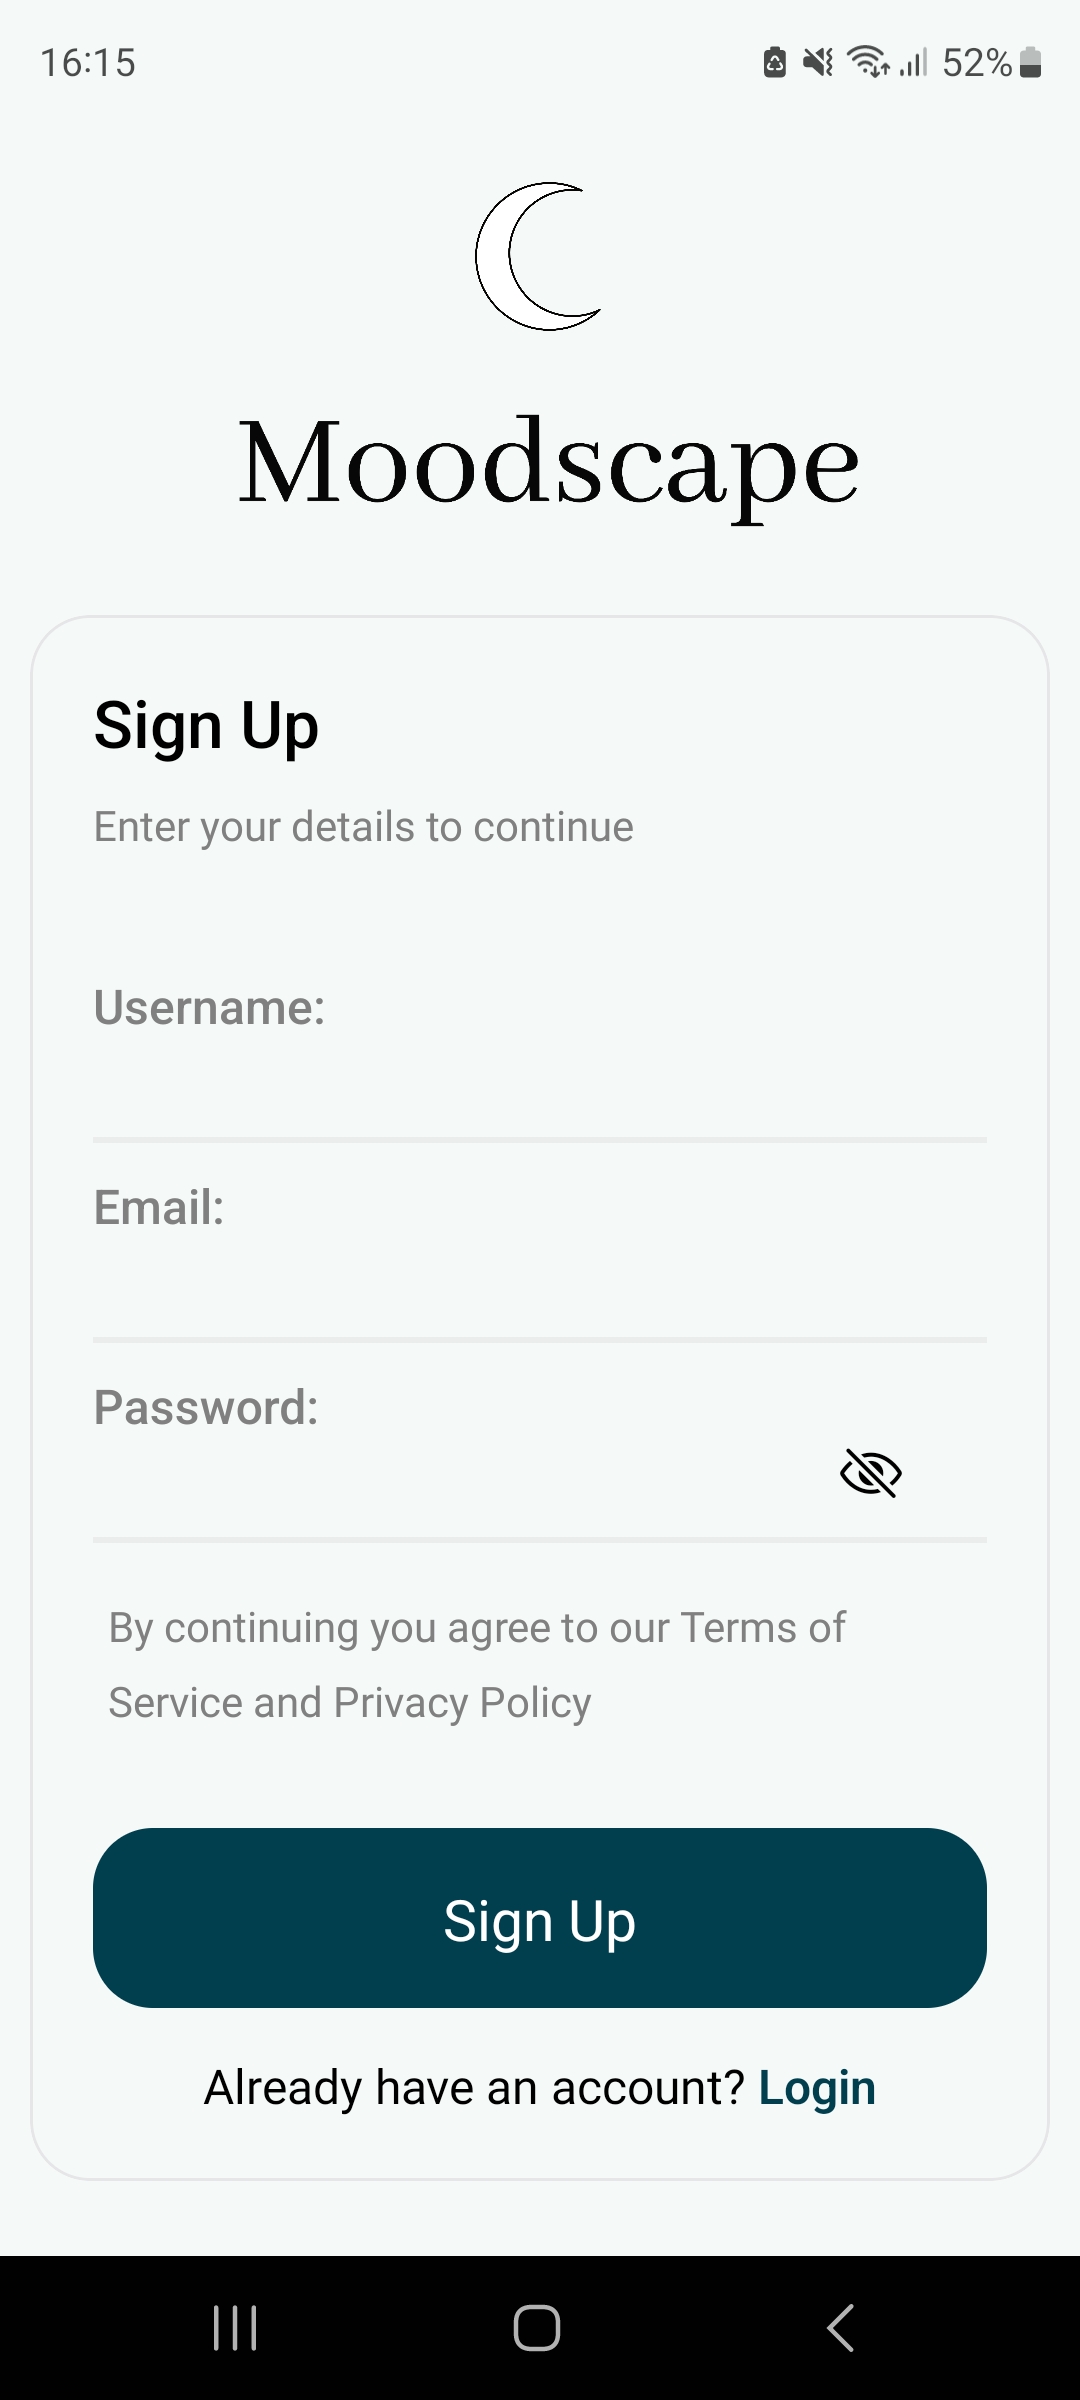 16:15
52%
Moodscape
Sign Up
Enter your details to continue
Username:
Email:
Password:
By continuing you agree to our Terms of
Service and Privacy Policy
Sign Up
Already have an account? Login